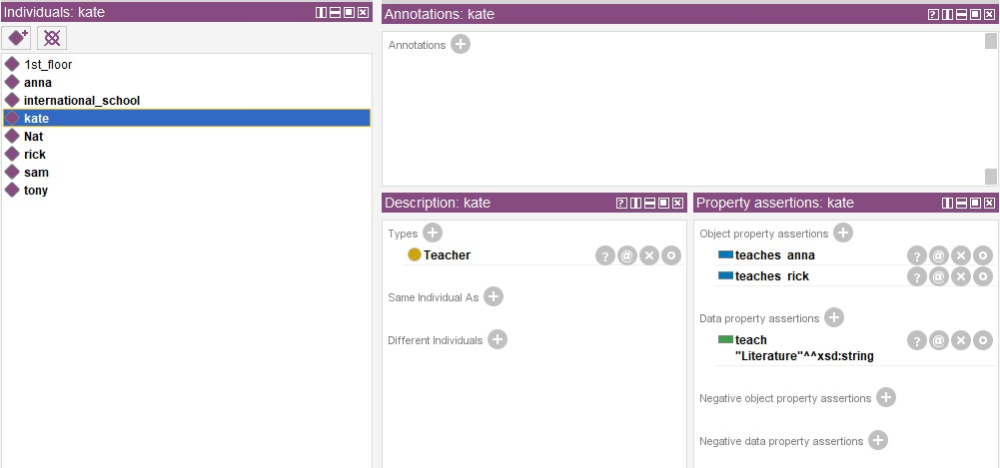 Individuals: kate
1st_floor
anna
international_school
kate
Nat
rick
sam
tony
Annotations: kate
Annotations
Description: kate
Types
Teacher
Same Individual As
Different Individuals
Property assertions: kate
Object property assertions
teaches anna
teaches rick
Data property assertions
teach
"Literature"^^xsd:string
Negative object property assertions
Negative data property assertions